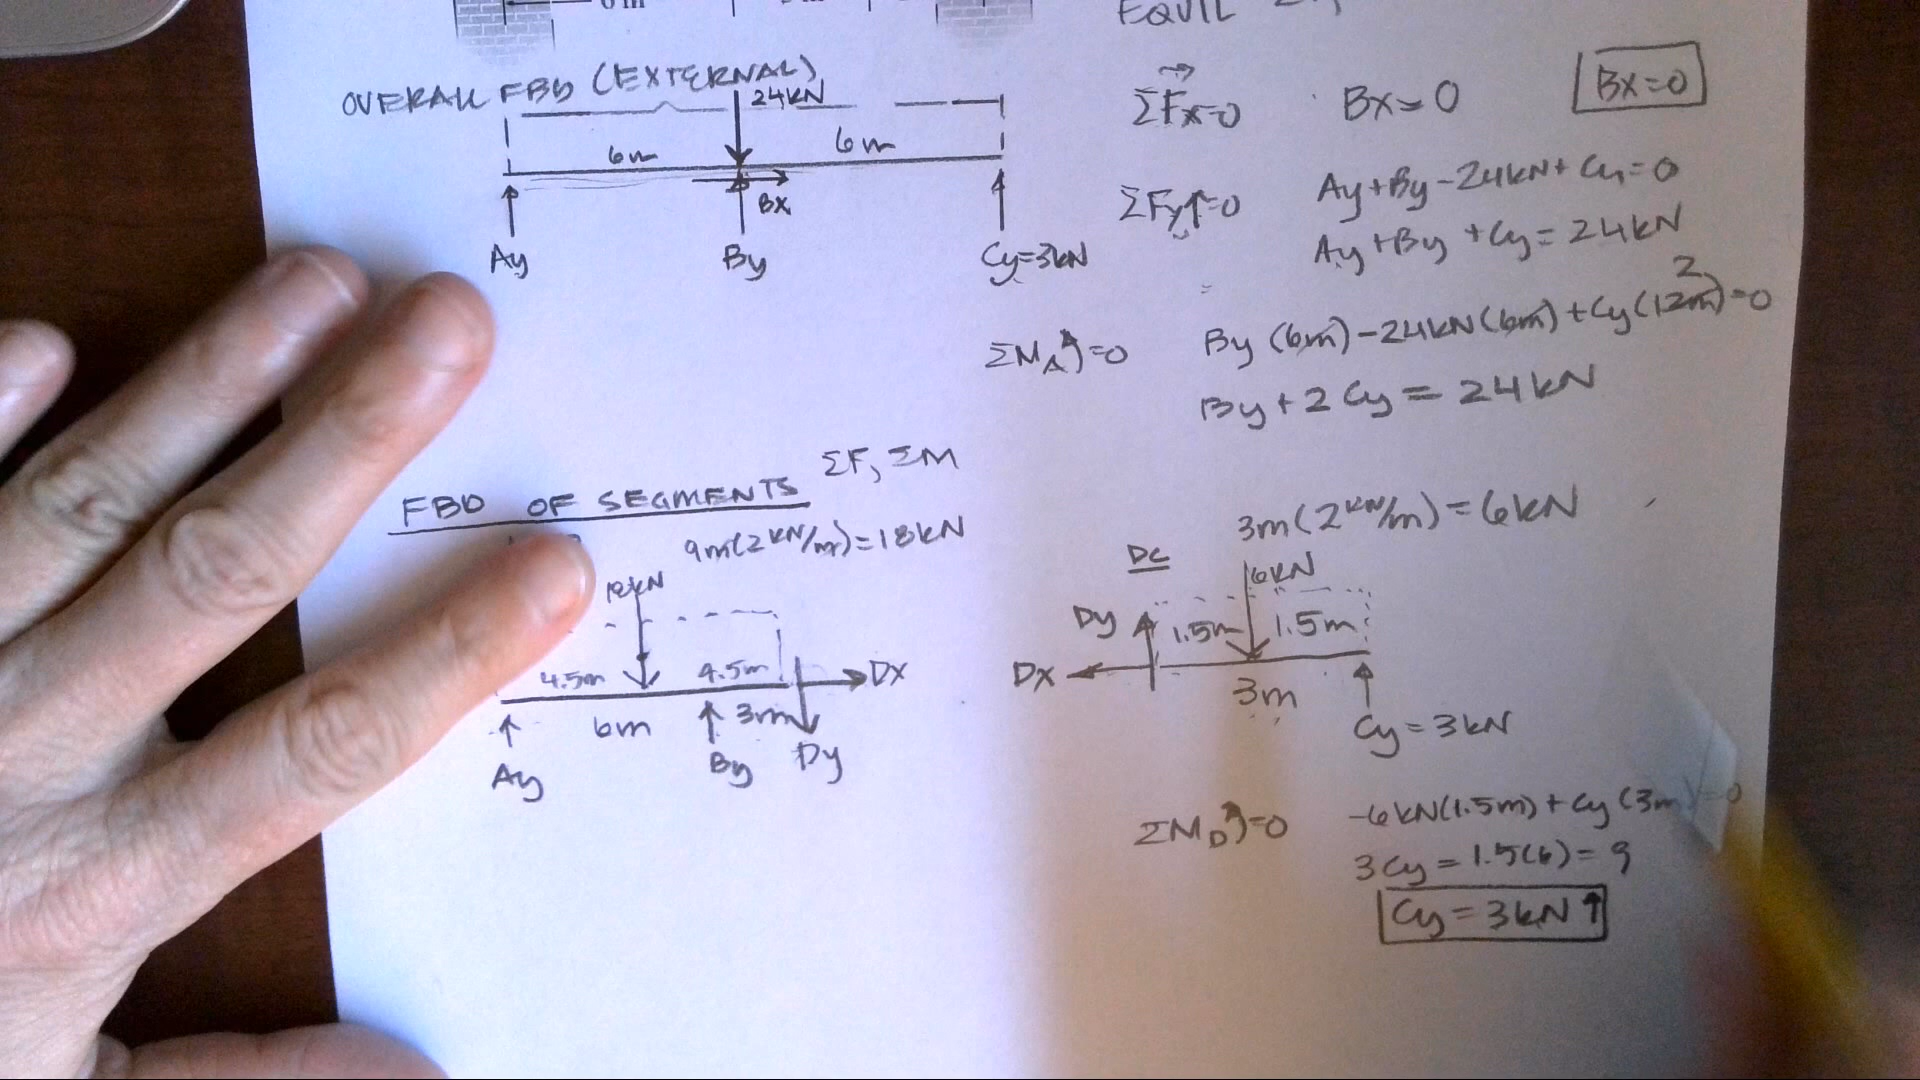 6 m
EQUIL
OVERALL FBD (EXTERNAL)
24kN
6m
6m
Bx
Ay
By
Cy=3kN
ΣFx=0
Bx=0
Bx=0
ΣFy↑=0
Ay+By-24kN+Cy=0
Ay+By+Cy=24kN
ΣMA)=0
By(6m)-24kN(6m)+Cy(12m)=0
2
By+2Cy=24kN
FBD OF SEGMENTS
ΣF, ΣM
9m(2kN/m)=18kN
18kN
4.5m
4.5m
Dx
6m
3m
Ay
By
Dy
3m(2kN/m)=6kN
DC
6kN
Dy
1.5m
1.5m
Dx
3m
Cy=3kN
ΣMD)=0
-6kN(1.5m)+Cy(3m)=0
3Cy=1.5(6)=9
Cy=3kN↑